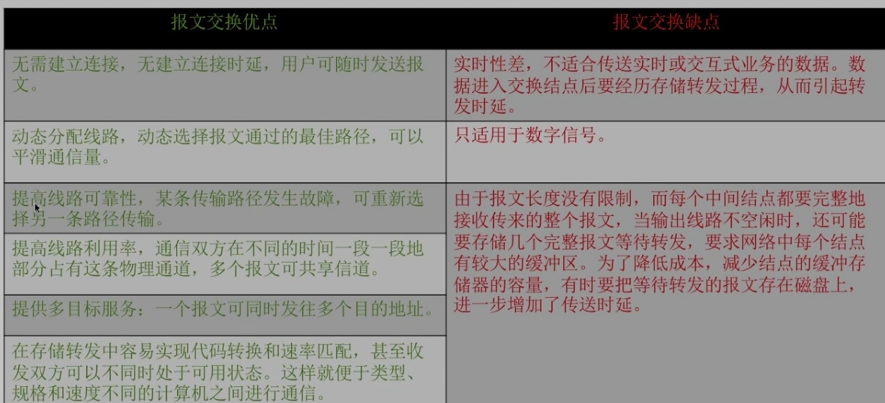 报文交换优点
报文交换缺点
无需建立连接，无建立连接时延，用户可随时发送报
文。
实时性差，不适合传送实时或交互式业务的数据。数
据进入交换结点后要经历存储转发过程，从而引起转
发时延。
动态分配线路，动态选择报文通过的最佳路径，可以
平滑通信量。
只适用于数字信号。
提高线路可靠性，某条传输路径发生故障，可重新选
择另一条路径传输。
由于报文长度没有限制，而每个中间结点都要完整地
接收传来的整个报文，当输出线路不空闲时，还可能
要存储几个完整报文等待转发，要求网络中每个结点
有较大的缓冲区。为了降低成本，减少结点的缓冲存
储器的容量，有时要把等待转发的报文存在磁盘上，
进一步增加了传送时延。
提高线路利用率，通信双方在不同的时间一段一段地
部分占有这条物理通道，多个报文可共享信道。
提供多目标服务：一个报文可同时发往多个目的地址。
在存储转发中容易实现代码转换和速率匹配，甚至收
发双方可以不同时处于可用状态。这样就便于类型、
规格和速度不同的计算机之间进行通信。